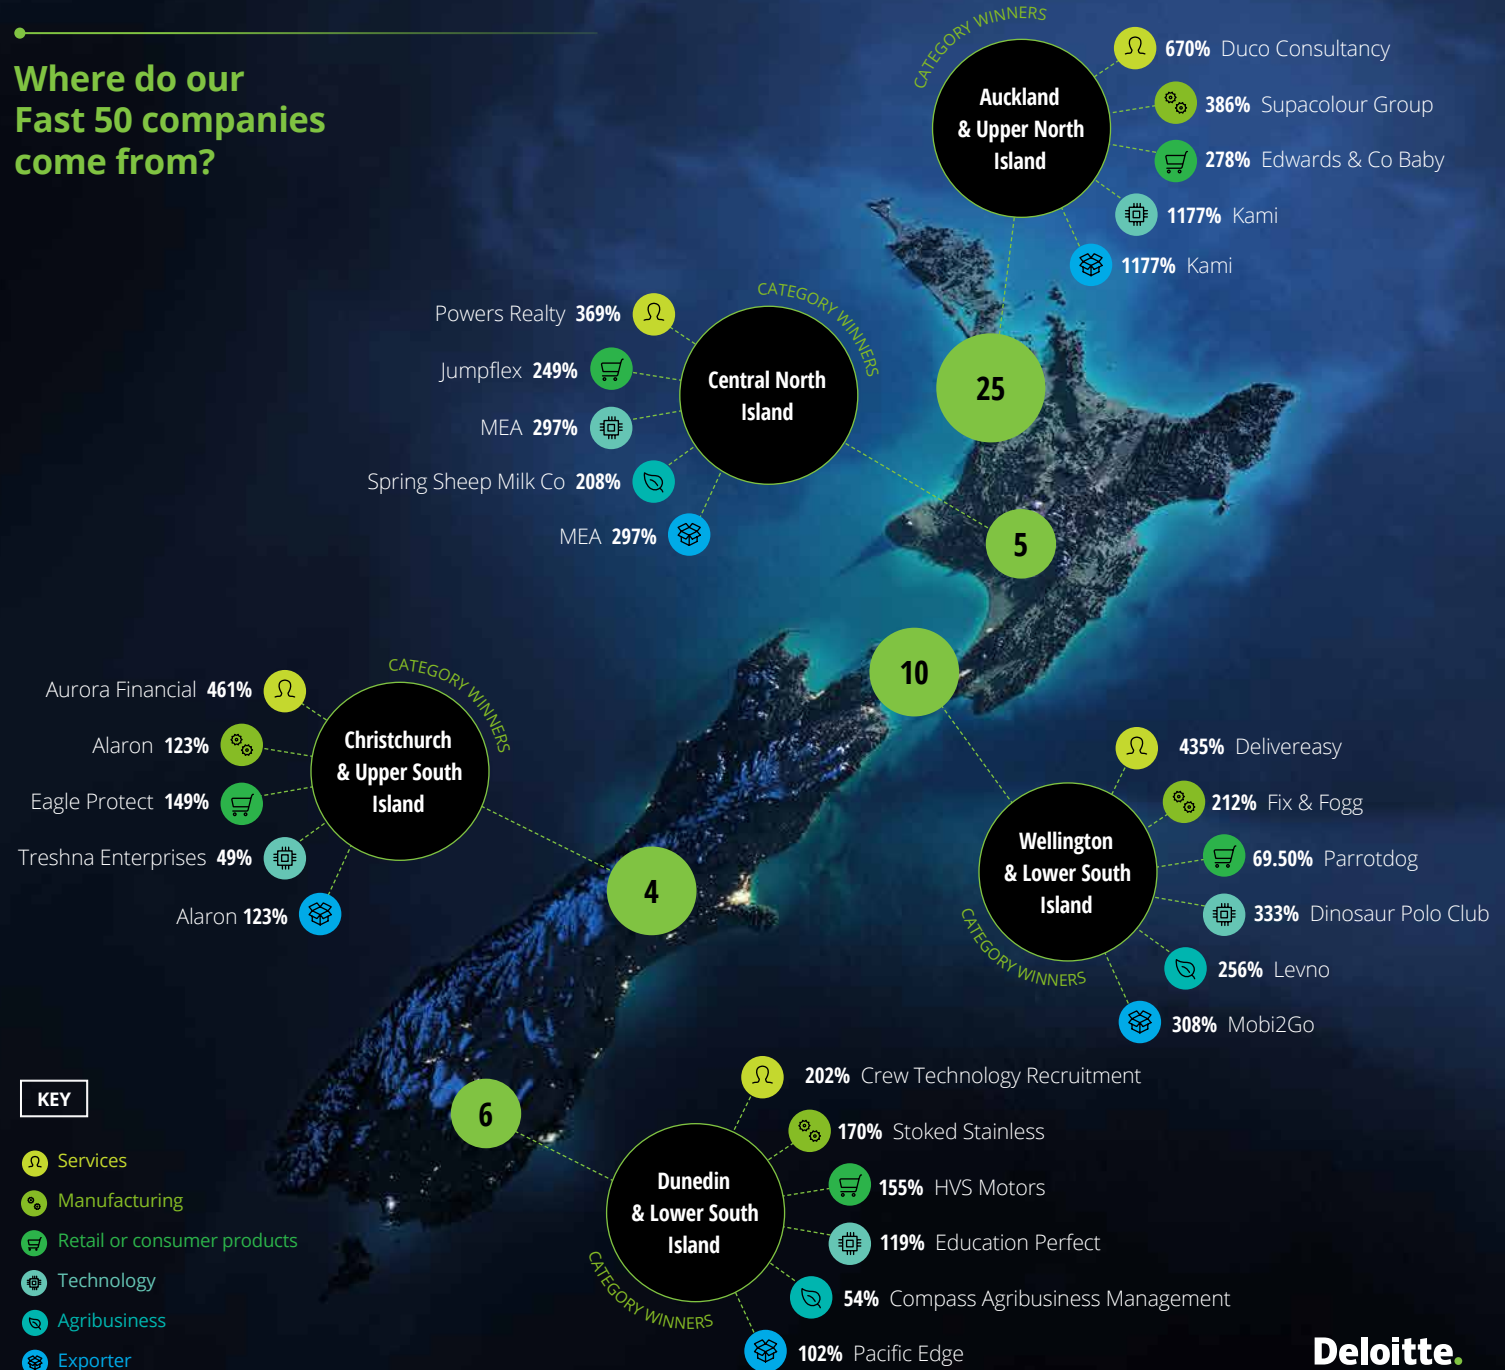 Where do our
Fast 50 companies
come from?
CATEGORY WINNERS
Auckland
& Upper North
Island
670% Duco Consultancy
386% Supacolour Group
278% Edwards & Co Baby
1177% Kami
1177% Kami
25
CATEGORY WINNERS
Central North
Island
Powers Realty 369%
Jumpflex 249%
MEA 297%
Spring Sheep Milk Co 208%
MEA 297%
5
10
CATEGORY WINNERS
Christchurch
& Upper South
Island
Aurora Financial 461%
Alaron 123%
Eagle Protect 149%
Treshna Enterprises 49%
Alaron 123%
4
Wellington
& Lower South
Island
CATEGORY WINNERS
435% Delivereasy
212% Fix & Fogg
69.50% Parrotdog
333% Dinosaur Polo Club
256% Levno
308% Mobi2Go
6
Dunedin
& Lower South
Island
CATEGORY WINNERS
202% Crew Technology Recruitment
170% Stoked Stainless
155% HVS Motors
119% Education Perfect
54% Compass Agribusiness Management
102% Pacific Edge
KEY
Services
Manufacturing
Retail or consumer products
Technology
Agribusiness
Exporter
Deloitte.